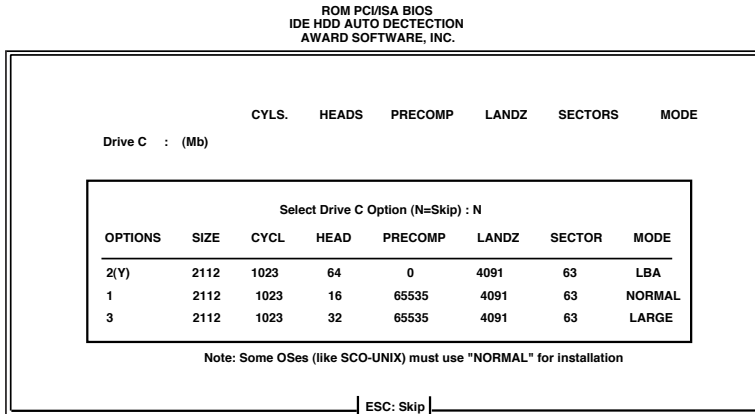 ROM PCI/ISA BIOS
IDE HDD AUTO DECTECTION
AWARD SOFTWARE, INC.
CYLS. HEADS PRECOMP LANDZ SECTORS MODE
Drive C : (Mb)
Select Drive C Option (N=Skip) : N
OPTIONS SIZE CYCL HEAD PRECOMP LANDZ SECTOR MODE
2(Y) 2112 1023 64 0 4091 63 LBA
1 2112 1023 16 65535 4091 63 NORMAL
3 2112 1023 32 65535 4091 63 LARGE
Note: Some OSes (like SCO-UNIX) must use "NORMAL" for installation
ESC: Skip